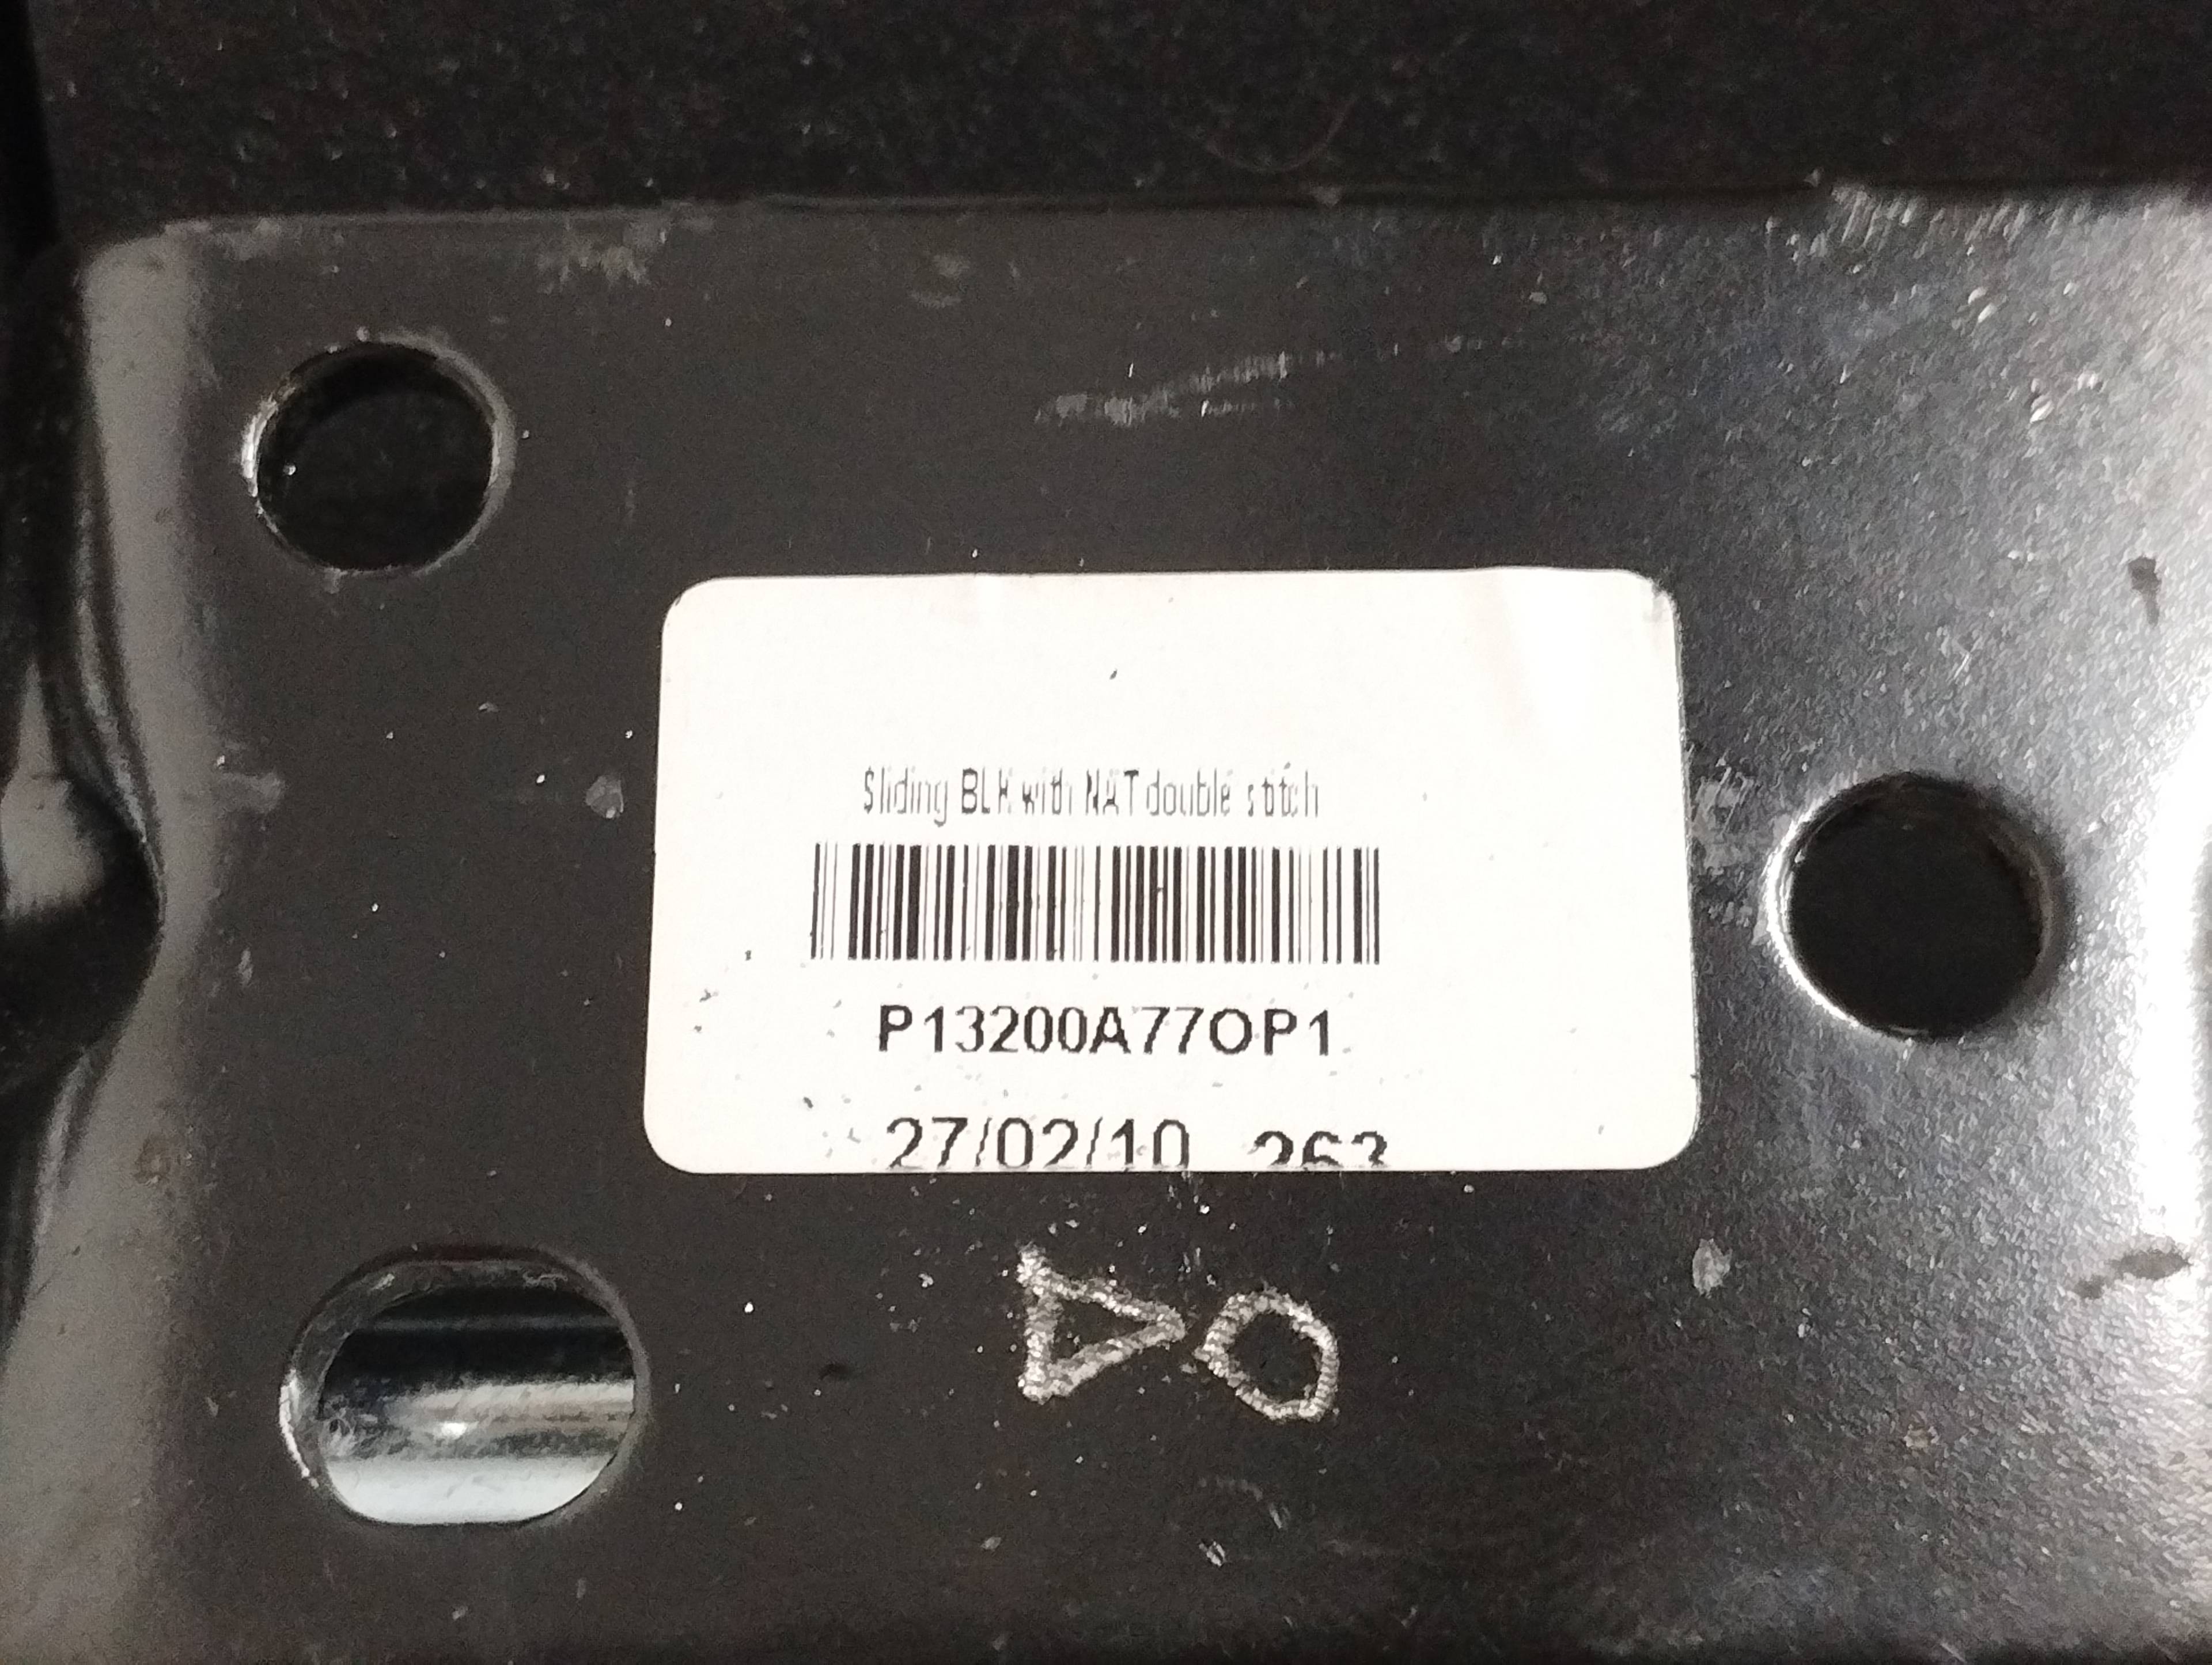 Sliding BLK with NAT double stitch
P13200A77OP1
27/02/10 263